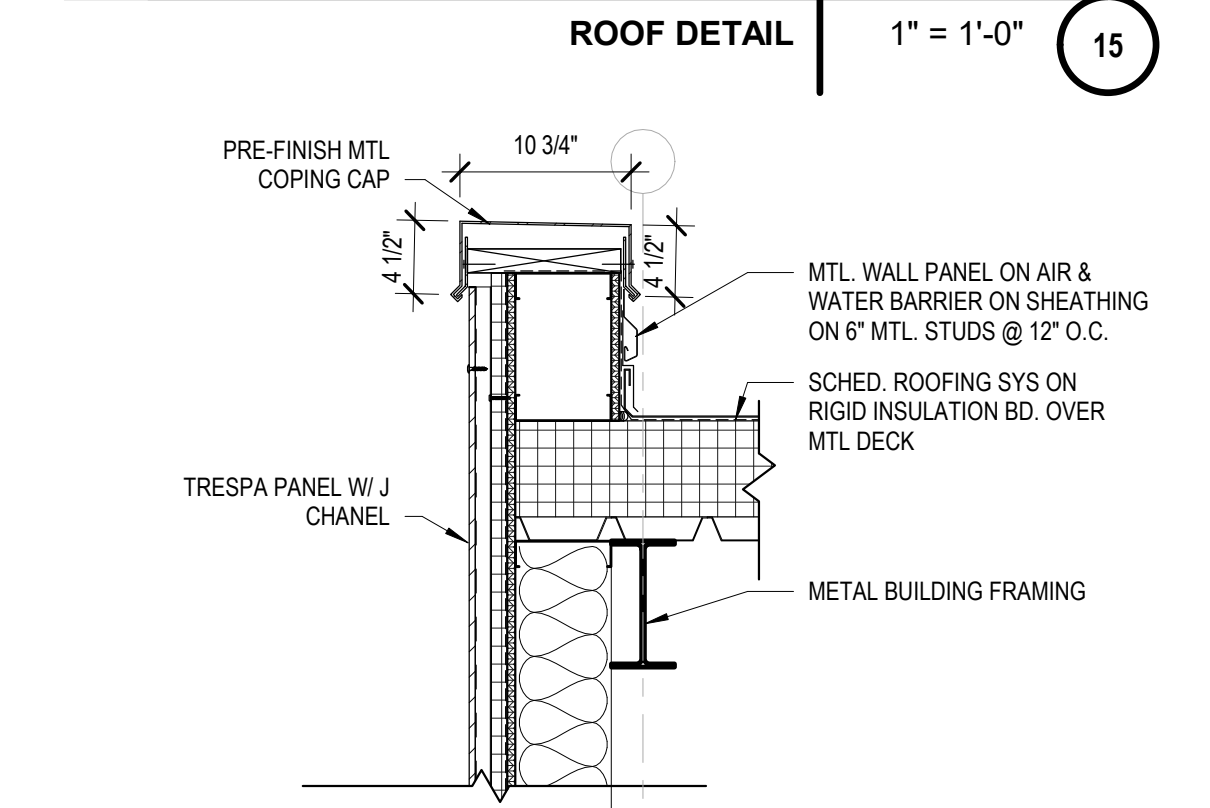 ROOF DETAIL
1" = 1'-0"
15
10 3/4"
PRE-FINISH MTL
COPING CAP
4 1/2"
4 1/2"
MTL. WALL PANEL ON AIR &
WATER BARRIER ON SHEATHING
ON 6" MTL. STUDS @ 12" O.C.
SCHED. ROOFING SYS ON
RIGID INSULATION BD. OVER
MTL DECK
TRESPA PANEL W/ J
CHANEL
METAL BUILDING FRAMING